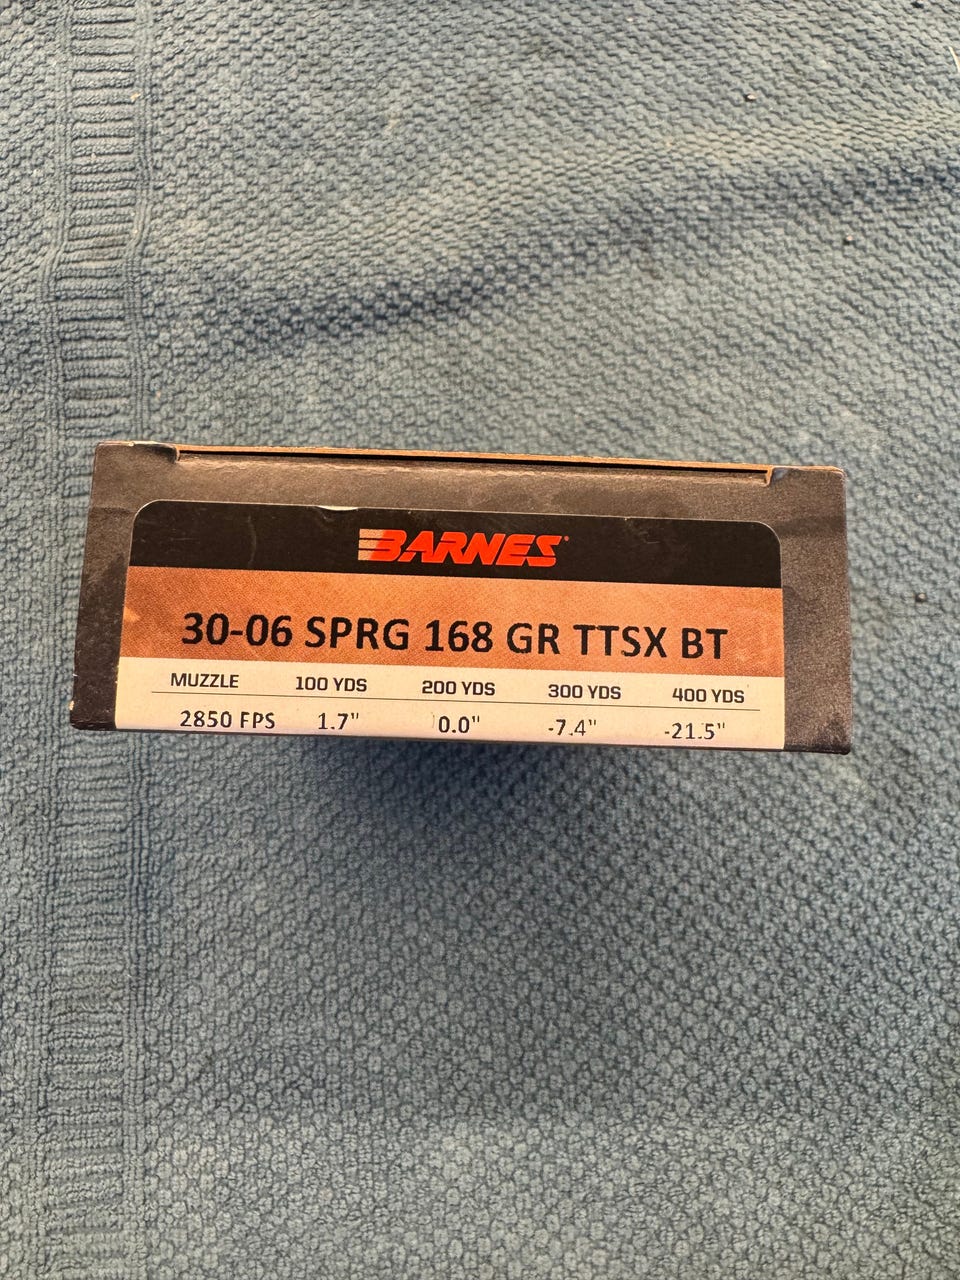 BARNES®
30-06 SPRG 168 GR TTSX BT
MUZZLE 100 YDS 200 YDS 300 YDS 400 YDS
2850 FPS 1.7" 0.0" -7.4" -21.5"